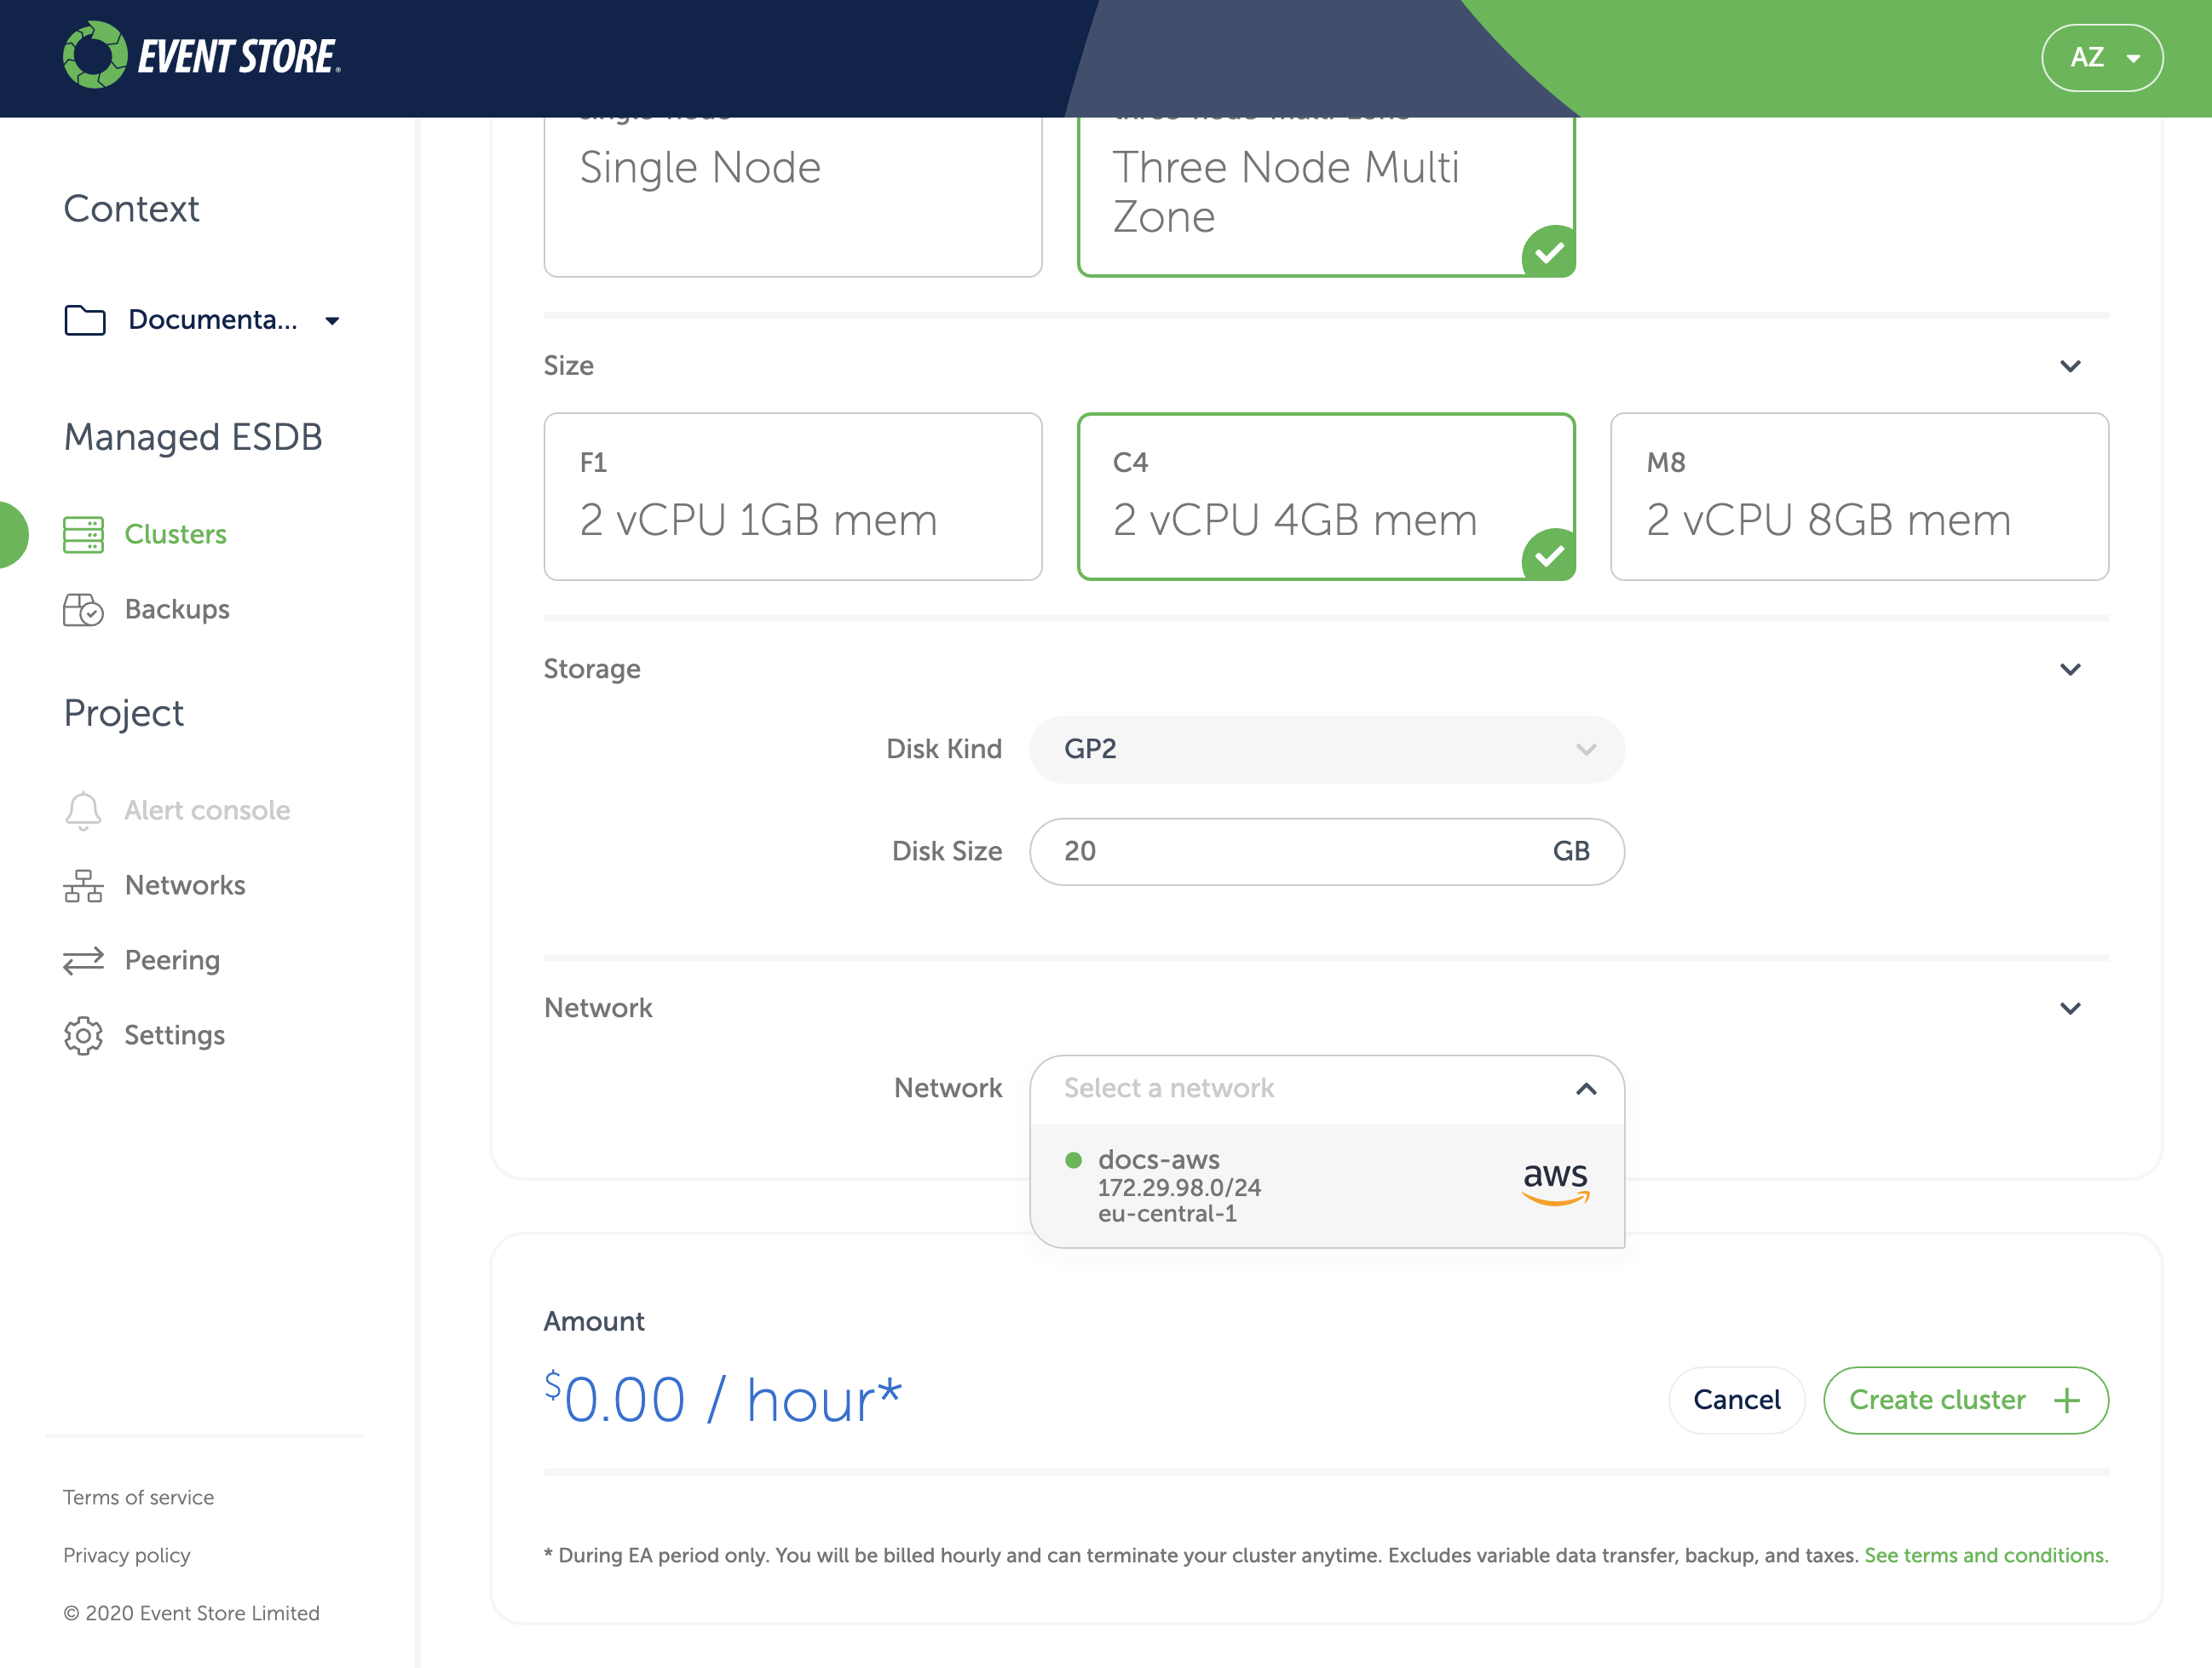 EVENT STORE
AZ
Context
Documenta...
Managed ESDB
Clusters
Backups
Project
Alert console
Networks
Peering
Settings
Terms of service
Privacy policy
© 2020 Event Store Limited
Single Node
Three Node Multi
Zone
Size
F1
2 vCPU 1GB mem
C4
2 vCPU 4GB mem
M8
2 vCPU 8GB mem
Storage
Disk Kind
GP2
Disk Size
20
GB
Network
Network
Select a network
docs-aws
172.29.98.0/24
eu-central-1
aws
Amount
$0.00 / hour*
Cancel
Create cluster
* During EA period only. You will be billed hourly and can terminate your cluster anytime. Excludes variable data transfer, backup, and taxes. See terms and conditions.